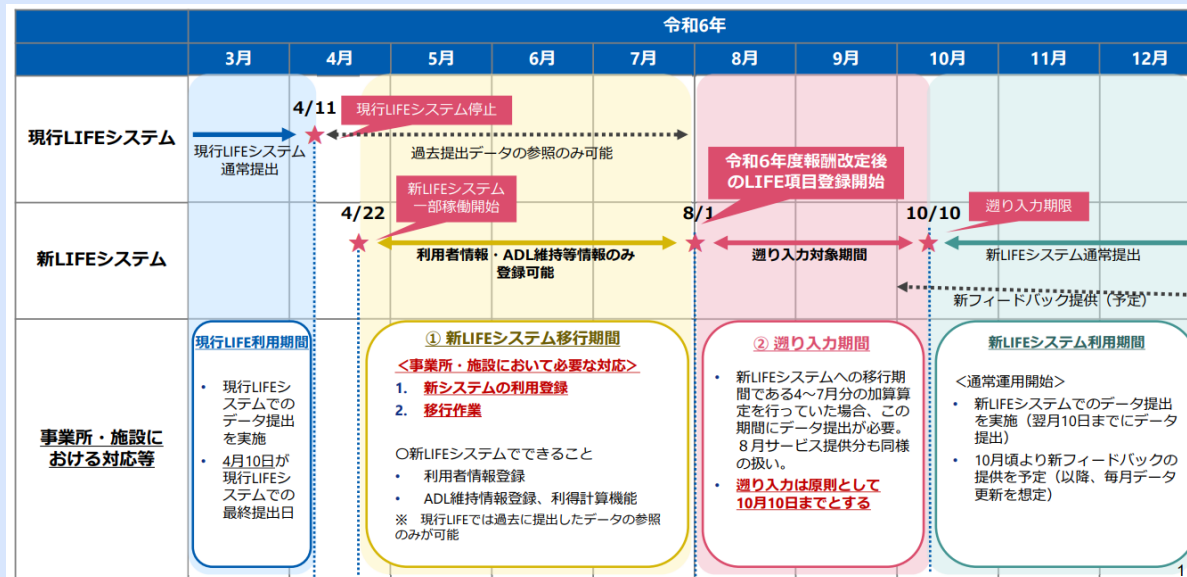 令和6年
3月 4月 5月 6月 7月 8月 9月 10月 11月 12月
現行LIFEシステム
4/11
現行LIFEシステム停止
現行LIFEシステム
通常提出
過去提出データの参照のみ可能
令和6年度報酬改定後
のLIFE項目登録開始
新LIFEシステム
4/22
新LIFEシステム
一部稼働開始
利用者情報・ADL維持等情報のみ
登録可能
8/1
遡り入力対象期間
10/10
遡り入力期限
新LIFEシステム通常提出
新フィードバック提供（予定）
事業所・施設に
おける対応等
現行LIFE利用期間
• 現行LIFEシ
ステムでの
データ提出
を実施
• 4月10日が
現行LIFEシ
ステムでの
最終提出日
① 新LIFEシステム移行期間
＜事業所・施設において必要な対応＞
1. 新システムの利用登録
2. 移行作業
〇新LIFEシステムでできること
• 利用者情報登録
• ADL維持情報登録、利得計算機能
※ 現行LIFEでは過去に提出したデータの参照
のみが可能
② 遡り入力期間
• 新LIFEシステムへの移行期
間である4～7月分の加算算
定を行っていた場合、この
期間にデータ提出が必要。
８月サービス提供分も同様
の扱い。
• 遡り入力は原則として
10月10日までとする
新LIFEシステム利用期間
＜通常運用開始＞
• 新LIFEシステムでのデータ提出
を実施（翌月10日までにデータ
提出）
• 10月頃より新フィードバックの
提供を予定（以降、毎月データ
更新を想定）
1